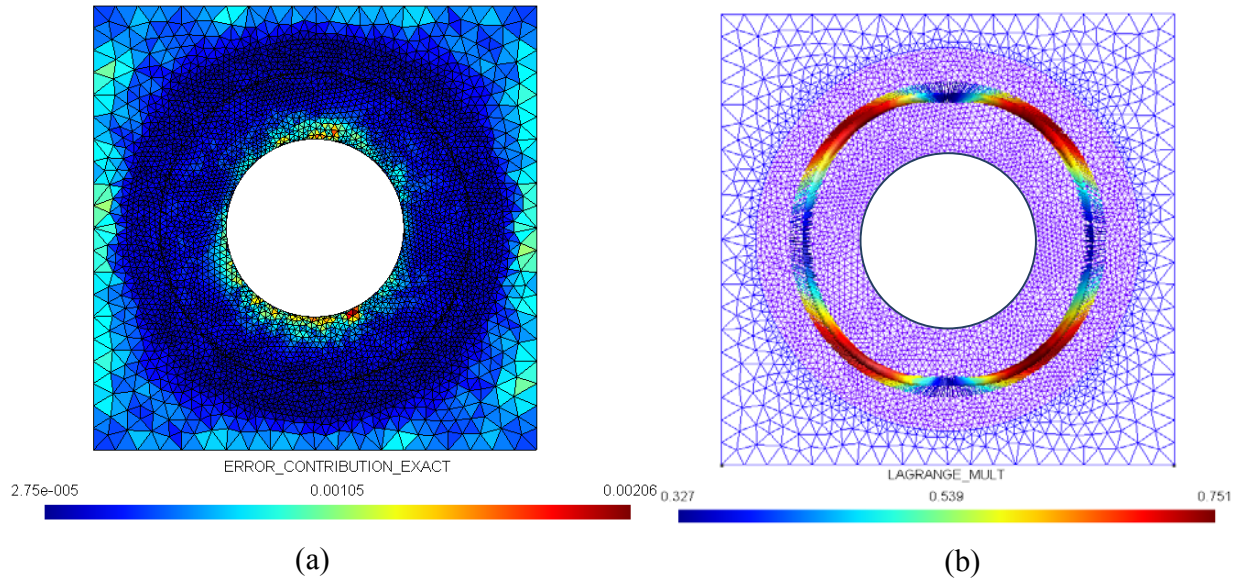 ERROR_CONTRIBUTION_EXACT
2.75e-005 0.00105 0.00206
(a)
LAGRANGE_MULT
0.327 0.539 0.751
(b)